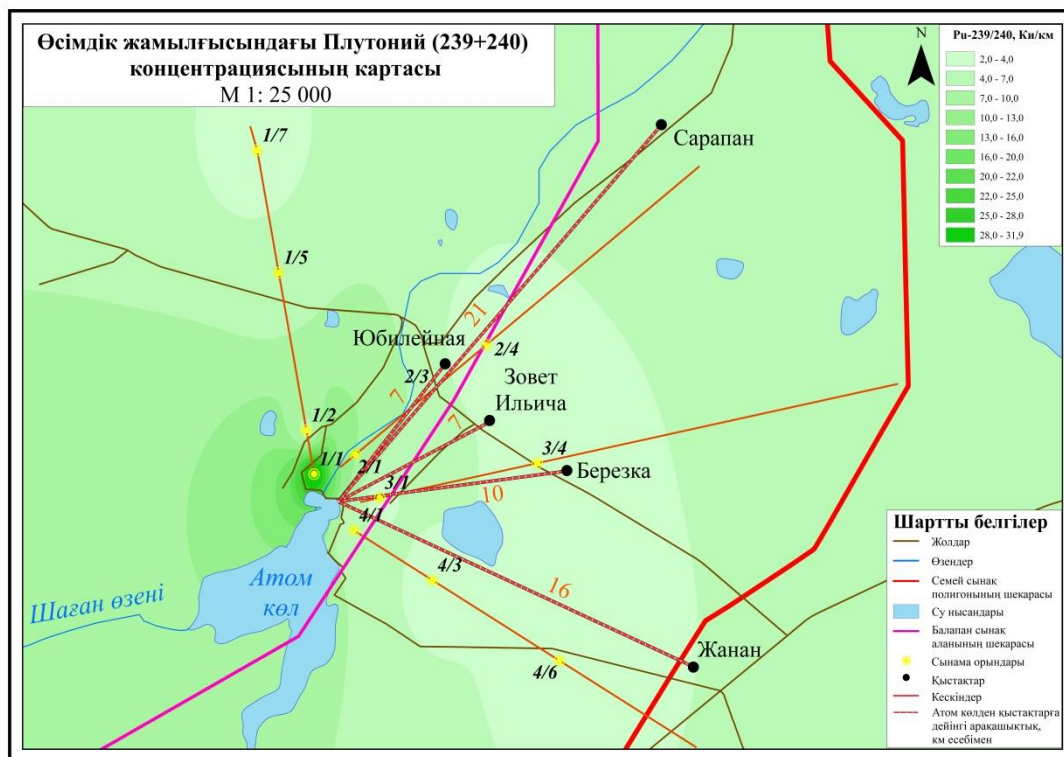 Өсімдік жамылғысындағы Плутоний (239+240)
концентрациясының картасы
М 1: 25 000
N
Pu-239/240, Ки/км
2,0 - 4,0
4,0 - 7,0
7,0 - 10,0
10,0 - 13,0
13,0 - 16,0
16,0 - 20,0
20,0 - 22,0
22,0 - 25,0
25,0 - 28,0
28,0 - 31,9
1/7
Сарапан
1/5
21
Юбилейная
2/4
2/3
Зовет
Ильича
7
7
1/2
3/4
1/1
2/1
Березка
3/1
10
4/1
Атом
көл
4/3
16
Шаған өзені
4/6
Жанан
Шартты белгілер
Жолдар
Өзендер
Семей сынақ
полигонының шекарасы
Су нысандары
Балапан сынақ
аланының шекарасы
Сынама орындары
Қыстақтар
Кескіндер
Атом көлден қыстақтарға
дейінгі арақашықтық,
км есебімен